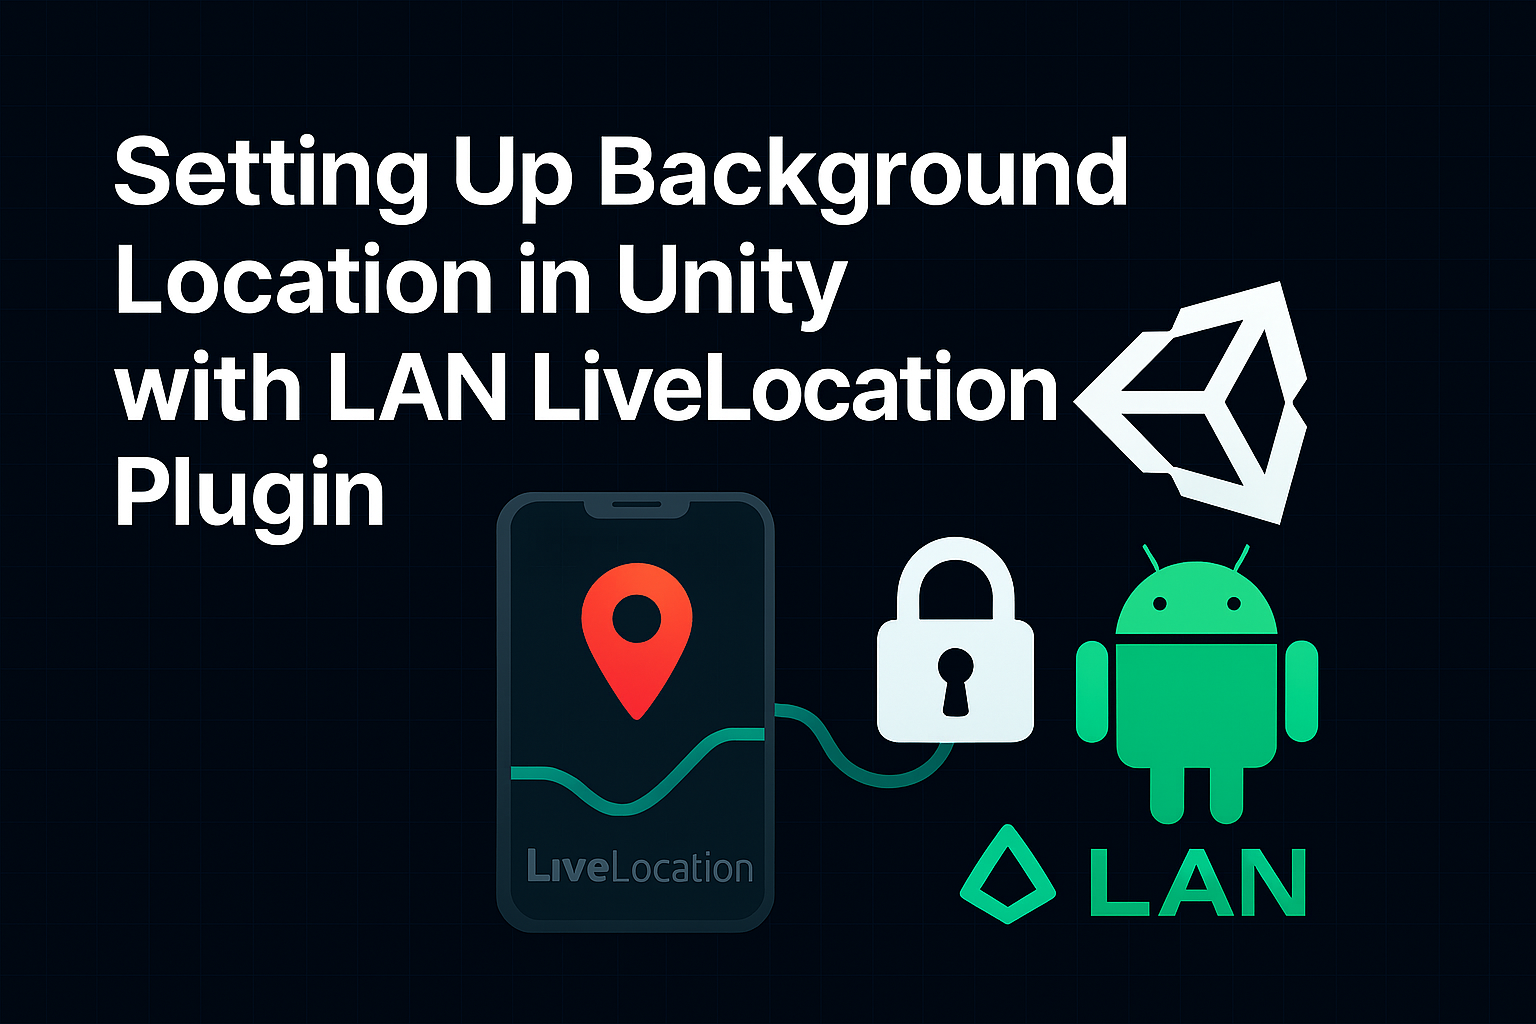 Setting Up Background
Location in Unity
with LAN LiveLocation
Plugin
LiveLocation
LAN